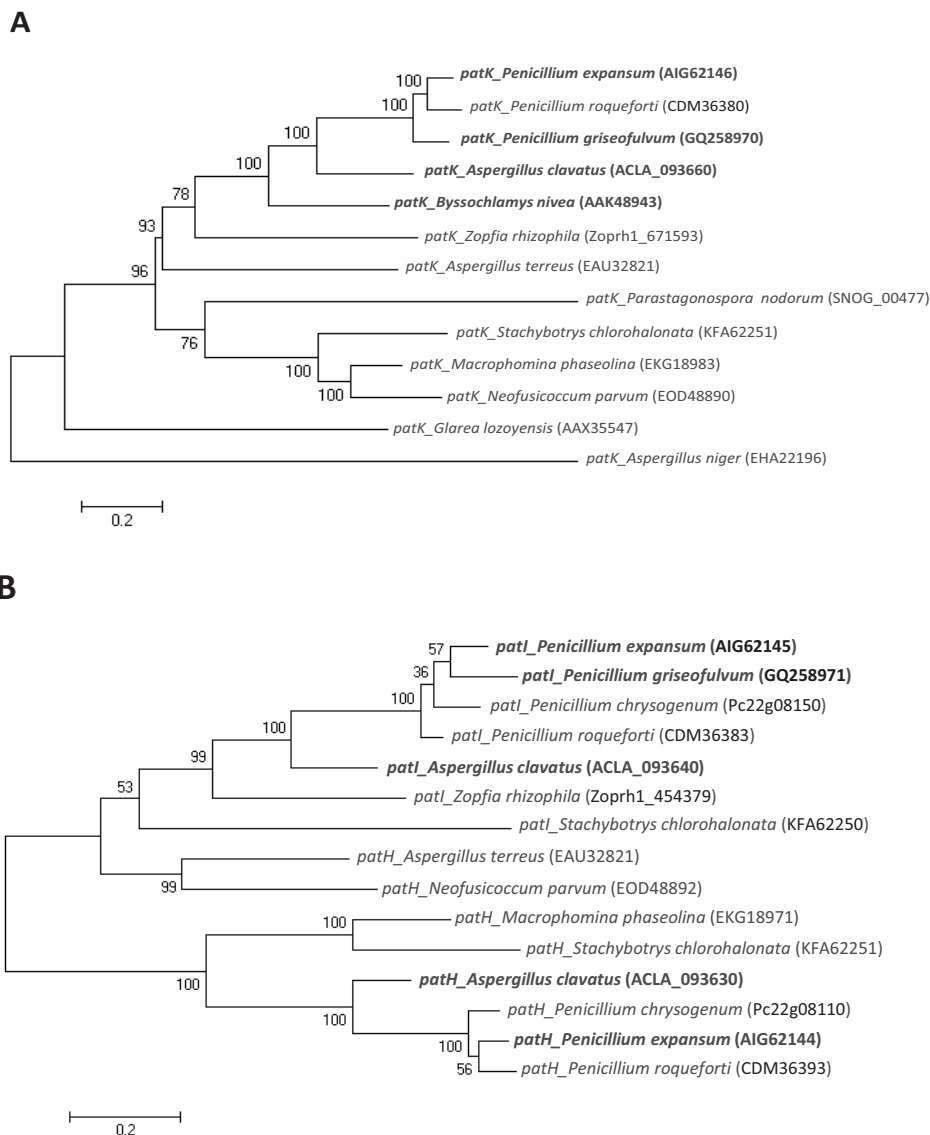 A
100
patK_Penicillium expansum (AIG62146)
100
patK_Penicillium roqueforti (CDM36380)
100
patK_Penicillium griseofulvum (GQ258970)
100
patK_Aspergillus clavatus (ACLA_093660)
78
patK_Byssochlamys nivea (AAK48943)
93
patK_Zopfia rhizophila (Zoprh1_671593)
96
patK_Aspergillus terreus (EAU32821)
patK_Parastagonospora nodorum (SNOG_00477)
76
patK_Stachybotrys chlorohalonata (KFA62251)
100
patK_Macrophomina phaseolina (EKG18983)
100
patK_Neofusicoccum parvum (EOD48890)
patK_Glarea lozoyensis (AAX35547)
patK_Aspergillus niger (EHA22196)
0.2
B
57
patI_Penicillium expansum (AIG62145)
36
patI_Penicillium griseofulvum (GQ258971)
100
patI_Penicillium chrysogenum (Pc22g08150)
100
patI_Penicillium roqueforti (CDM36383)
99
patI_Aspergillus clavatus (ACLA_093640)
53
patI_Zopfia rhizophila (Zoprh1_454379)
patI_Stachybotrys chlorohalonata (KFA62250)
patH_Aspergillus terreus (EAU32821)
99
patH_Neofusicoccum parvum (EOD48892)
100
patH_Macrophomina phaseolina (EKG18971)
patH_Stachybotrys chlorohalonata (KFA62251)
100
patH_Aspergillus clavatus (ACLA_093630)
100
patH_Penicillium chrysogenum (Pc22g08110)
100
patH_Penicillium expansum (AIG62144)
56
patH_Penicillium roqueforti (CDM36393)
0.2